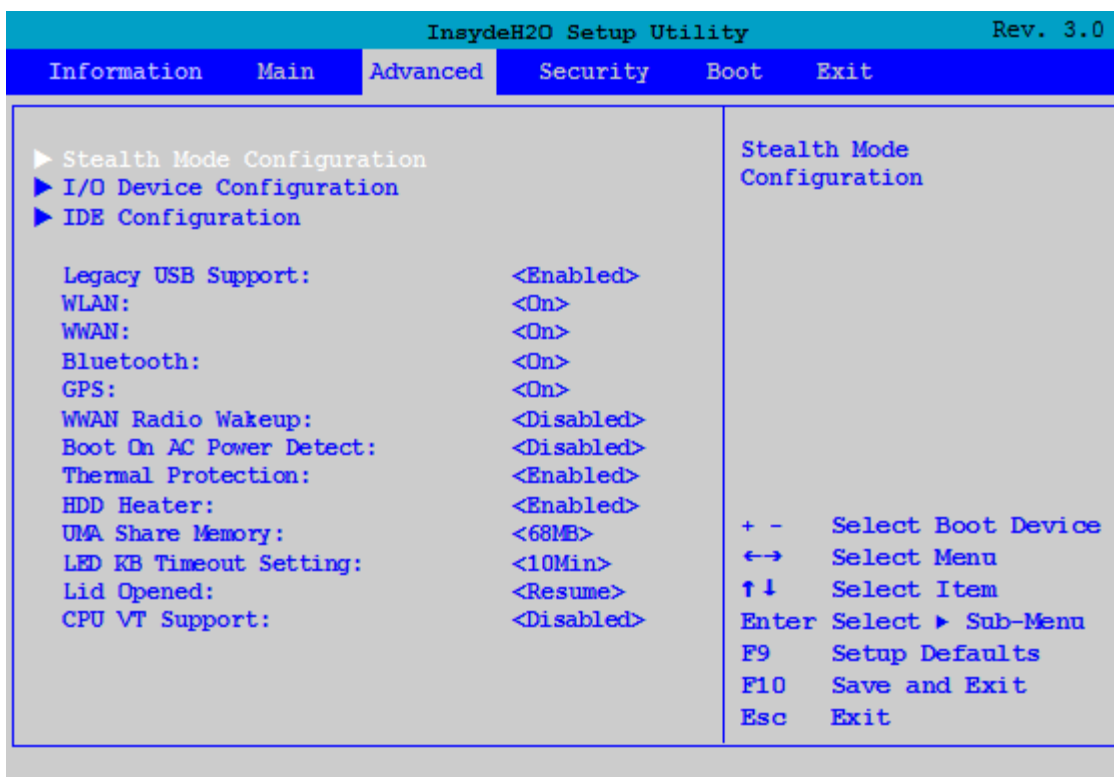 InsydeH2O Setup Utility Rev. 3.0
Information Main Advanced Security Boot Exit
▶ Stealth Mode Configuration
▶ I/O Device Configuration
▶ IDE Configuration
Legacy USB Support: <Enabled>
WLAN: <On>
WWAN: <On>
Bluetooth: <On>
GPS: <On>
WWAN Radio Wakeup: <Disabled>
Boot On AC Power Detect: <Disabled>
Thermal Protection: <Enabled>
HDD Heater: <Enabled>
UMA Share Memory: <68MB>
LED KB Timeout Setting: <10Min>
Lid Opened: <Resume>
CPU VT Support: <Disabled>
Stealth Mode
Configuration
+ - Select Boot Device
←→ Select Menu
↑↓ Select Item
Enter Select ▶ Sub-Menu
F9 Setup Defaults
F10 Save and Exit
Esc Exit